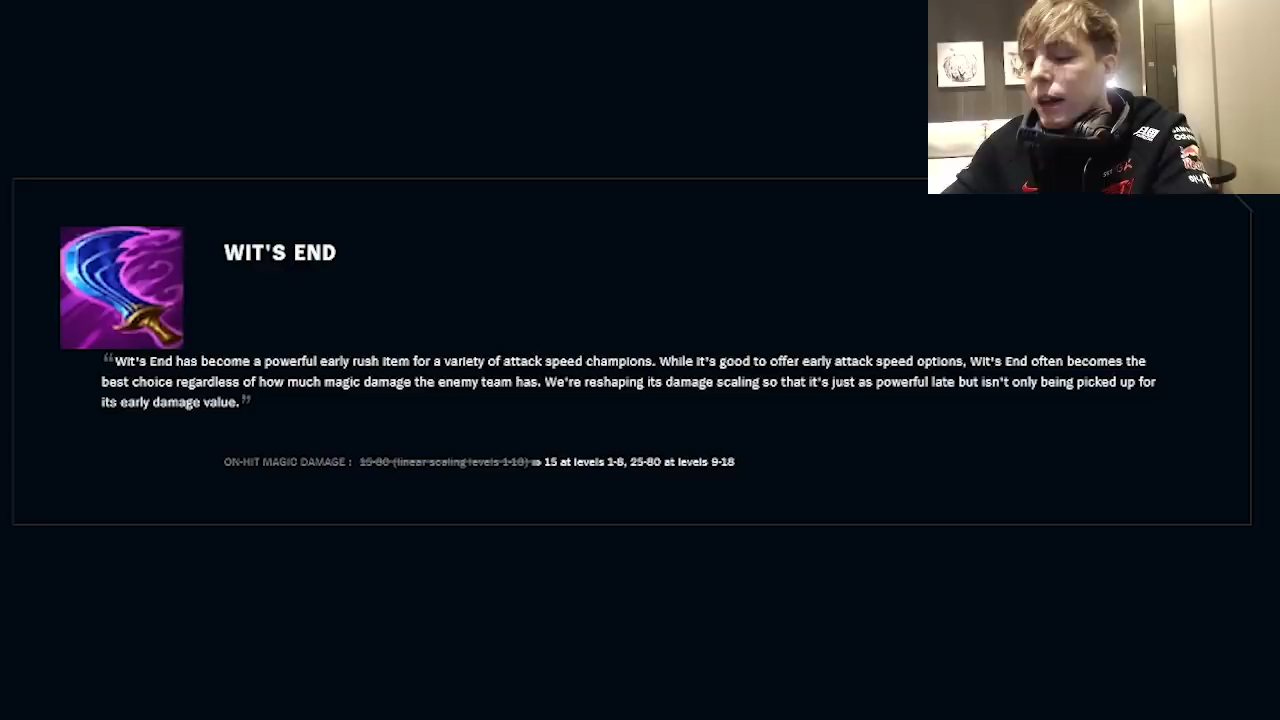 WIT'S END
“Wit's End has become a powerful early rush item for a variety of attack speed champions. While it's good to offer early attack speed options, Wit's End often becomes the
best choice regardless of how much magic damage the enemy team has. We're reshaping its damage scaling so that it's just as powerful late but isn't only being picked up for
its early damage value.”
ON-HIT MAGIC DAMAGE : 15-80 (linear scaling levels 1-18) ⇒ 15 at levels 1-8, 25-80 at levels 9-18